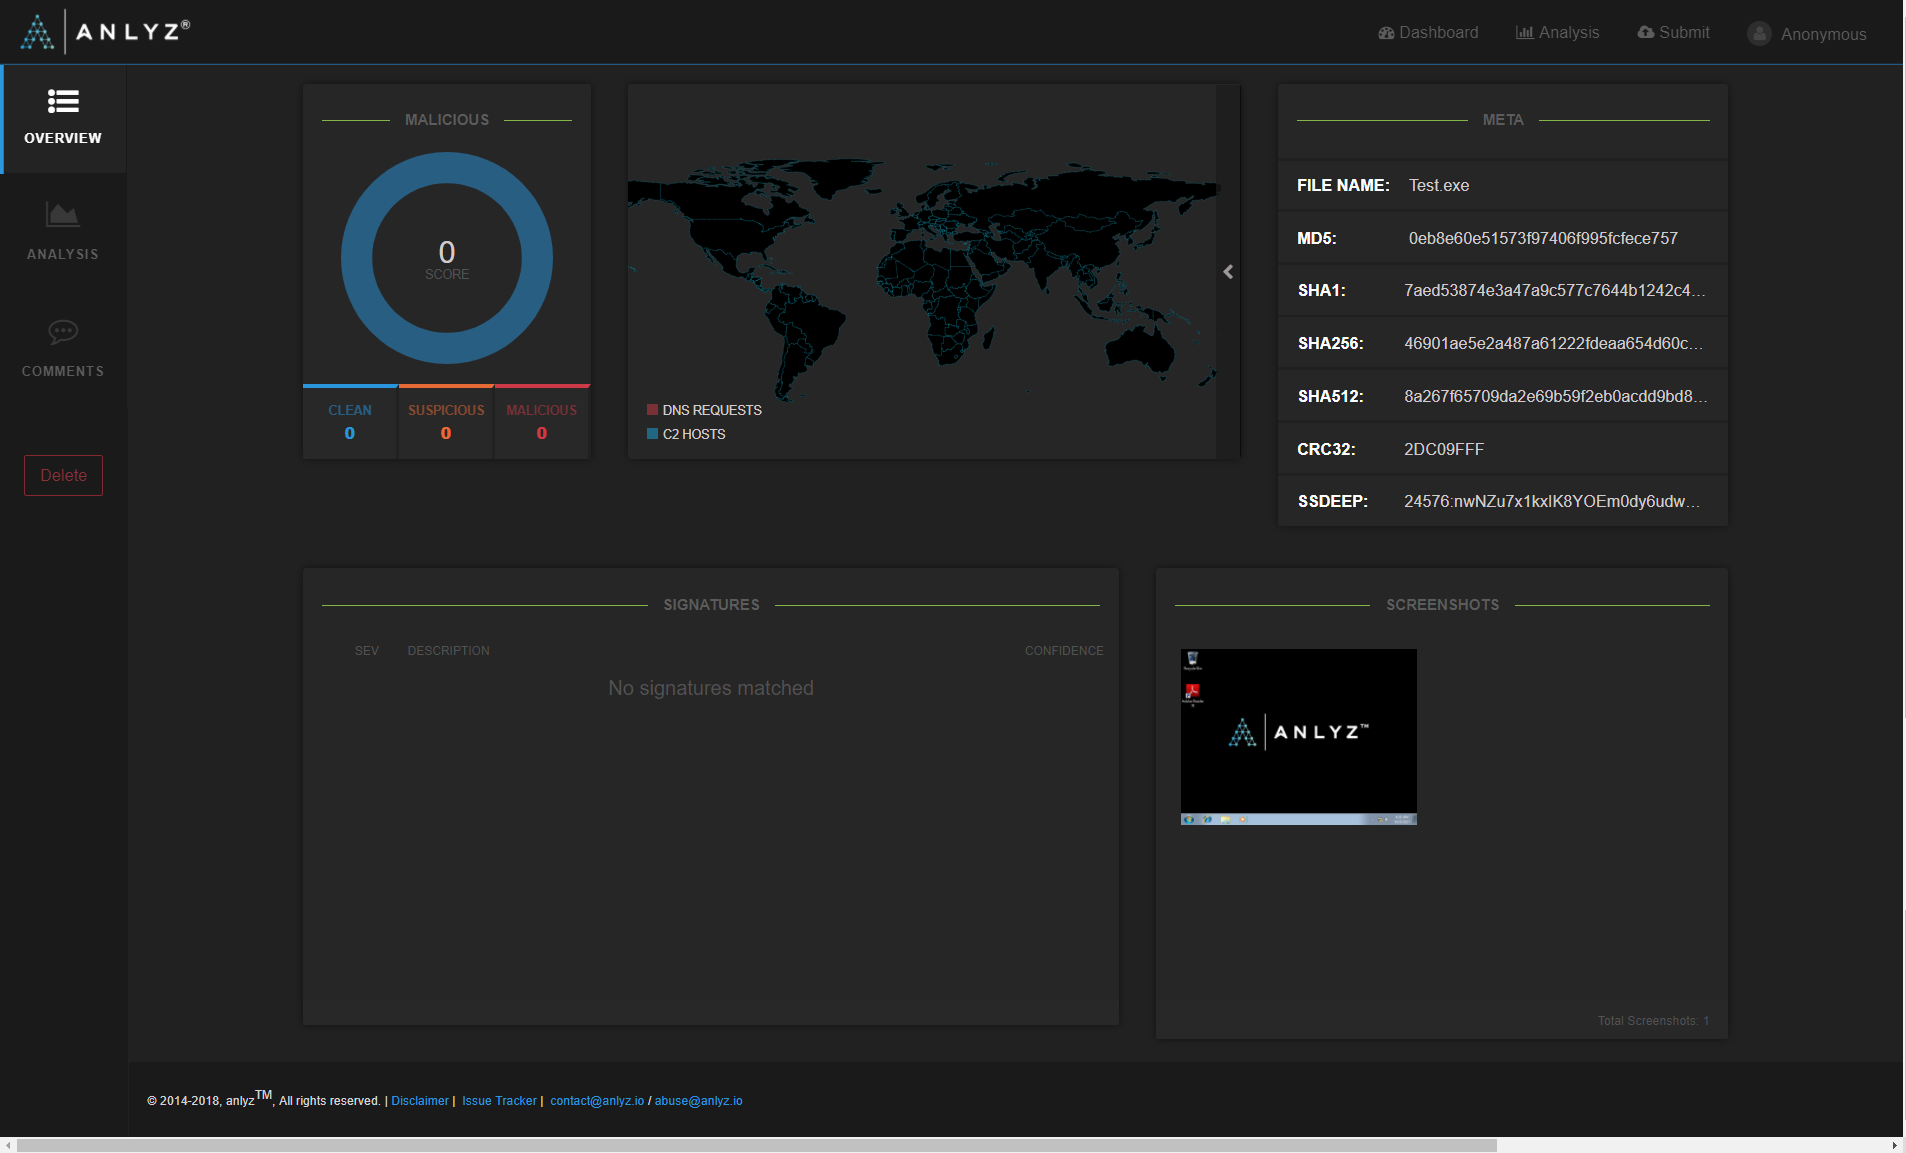 ANLYZ®
Dashboard
Analysis
Submit
Anonymous
OVERVIEW
ANALYSIS
COMMENTS
Delete
MALICIOUS
0
SCORE
CLEAN
0
SUSPICIOUS
0
MALICIOUS
0
DNS REQUESTS
C2 HOSTS
META
FILE NAME: Test.exe
MD5: 0eb8e60e51573f97406f995fcfece757
SHA1: 7aed53874e3a47a9c577c7644b1242c4...
SHA256: 46901ae5e2a487a61222fdeaa654d60c...
SHA512: 8a267f65709da2e69b59f2eb0acdd9bd8...
CRC32: 2DC09FFF
SSDEEP: 24576:nwNZu7x1kxlK8YOEm0dy6udw...
SIGNATURES
SEV DESCRIPTION CONFIDENCE
No signatures matched
SCREENSHOTS
ANLYZ™
Total Screenshots: 1
© 2014-2018, anlyzTM, All rights reserved. | Disclaimer | Issue Tracker | contact@anlyz.io / abuse@anlyz.io